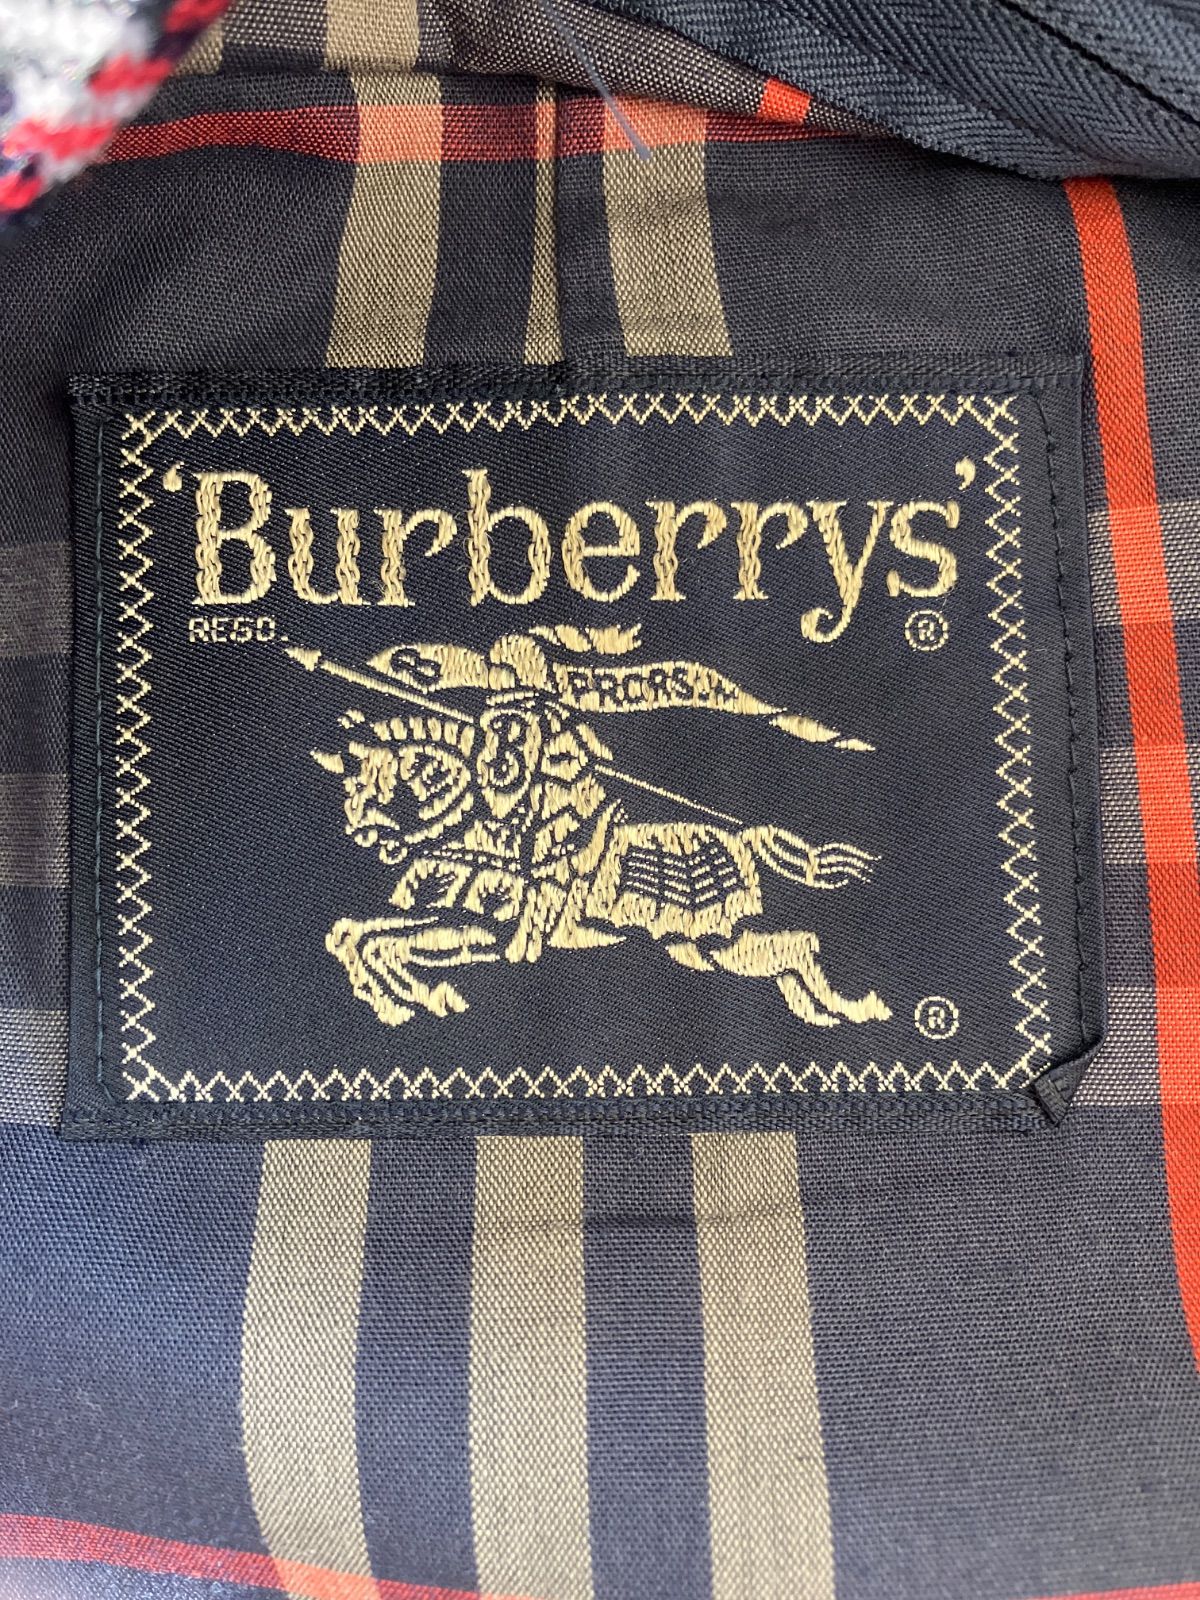 ‘Burberrys’
REGD. ®
B PRORSUM
B
®